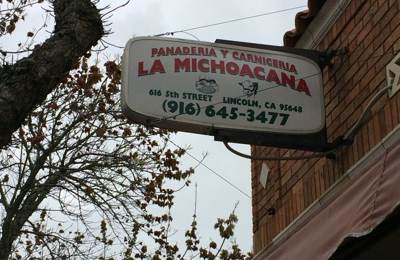 PANADERIA Y CARNICERIA
LA MICHOACANA
616 5th STREET LINCOLN, CA 95648
(916) 645-3477